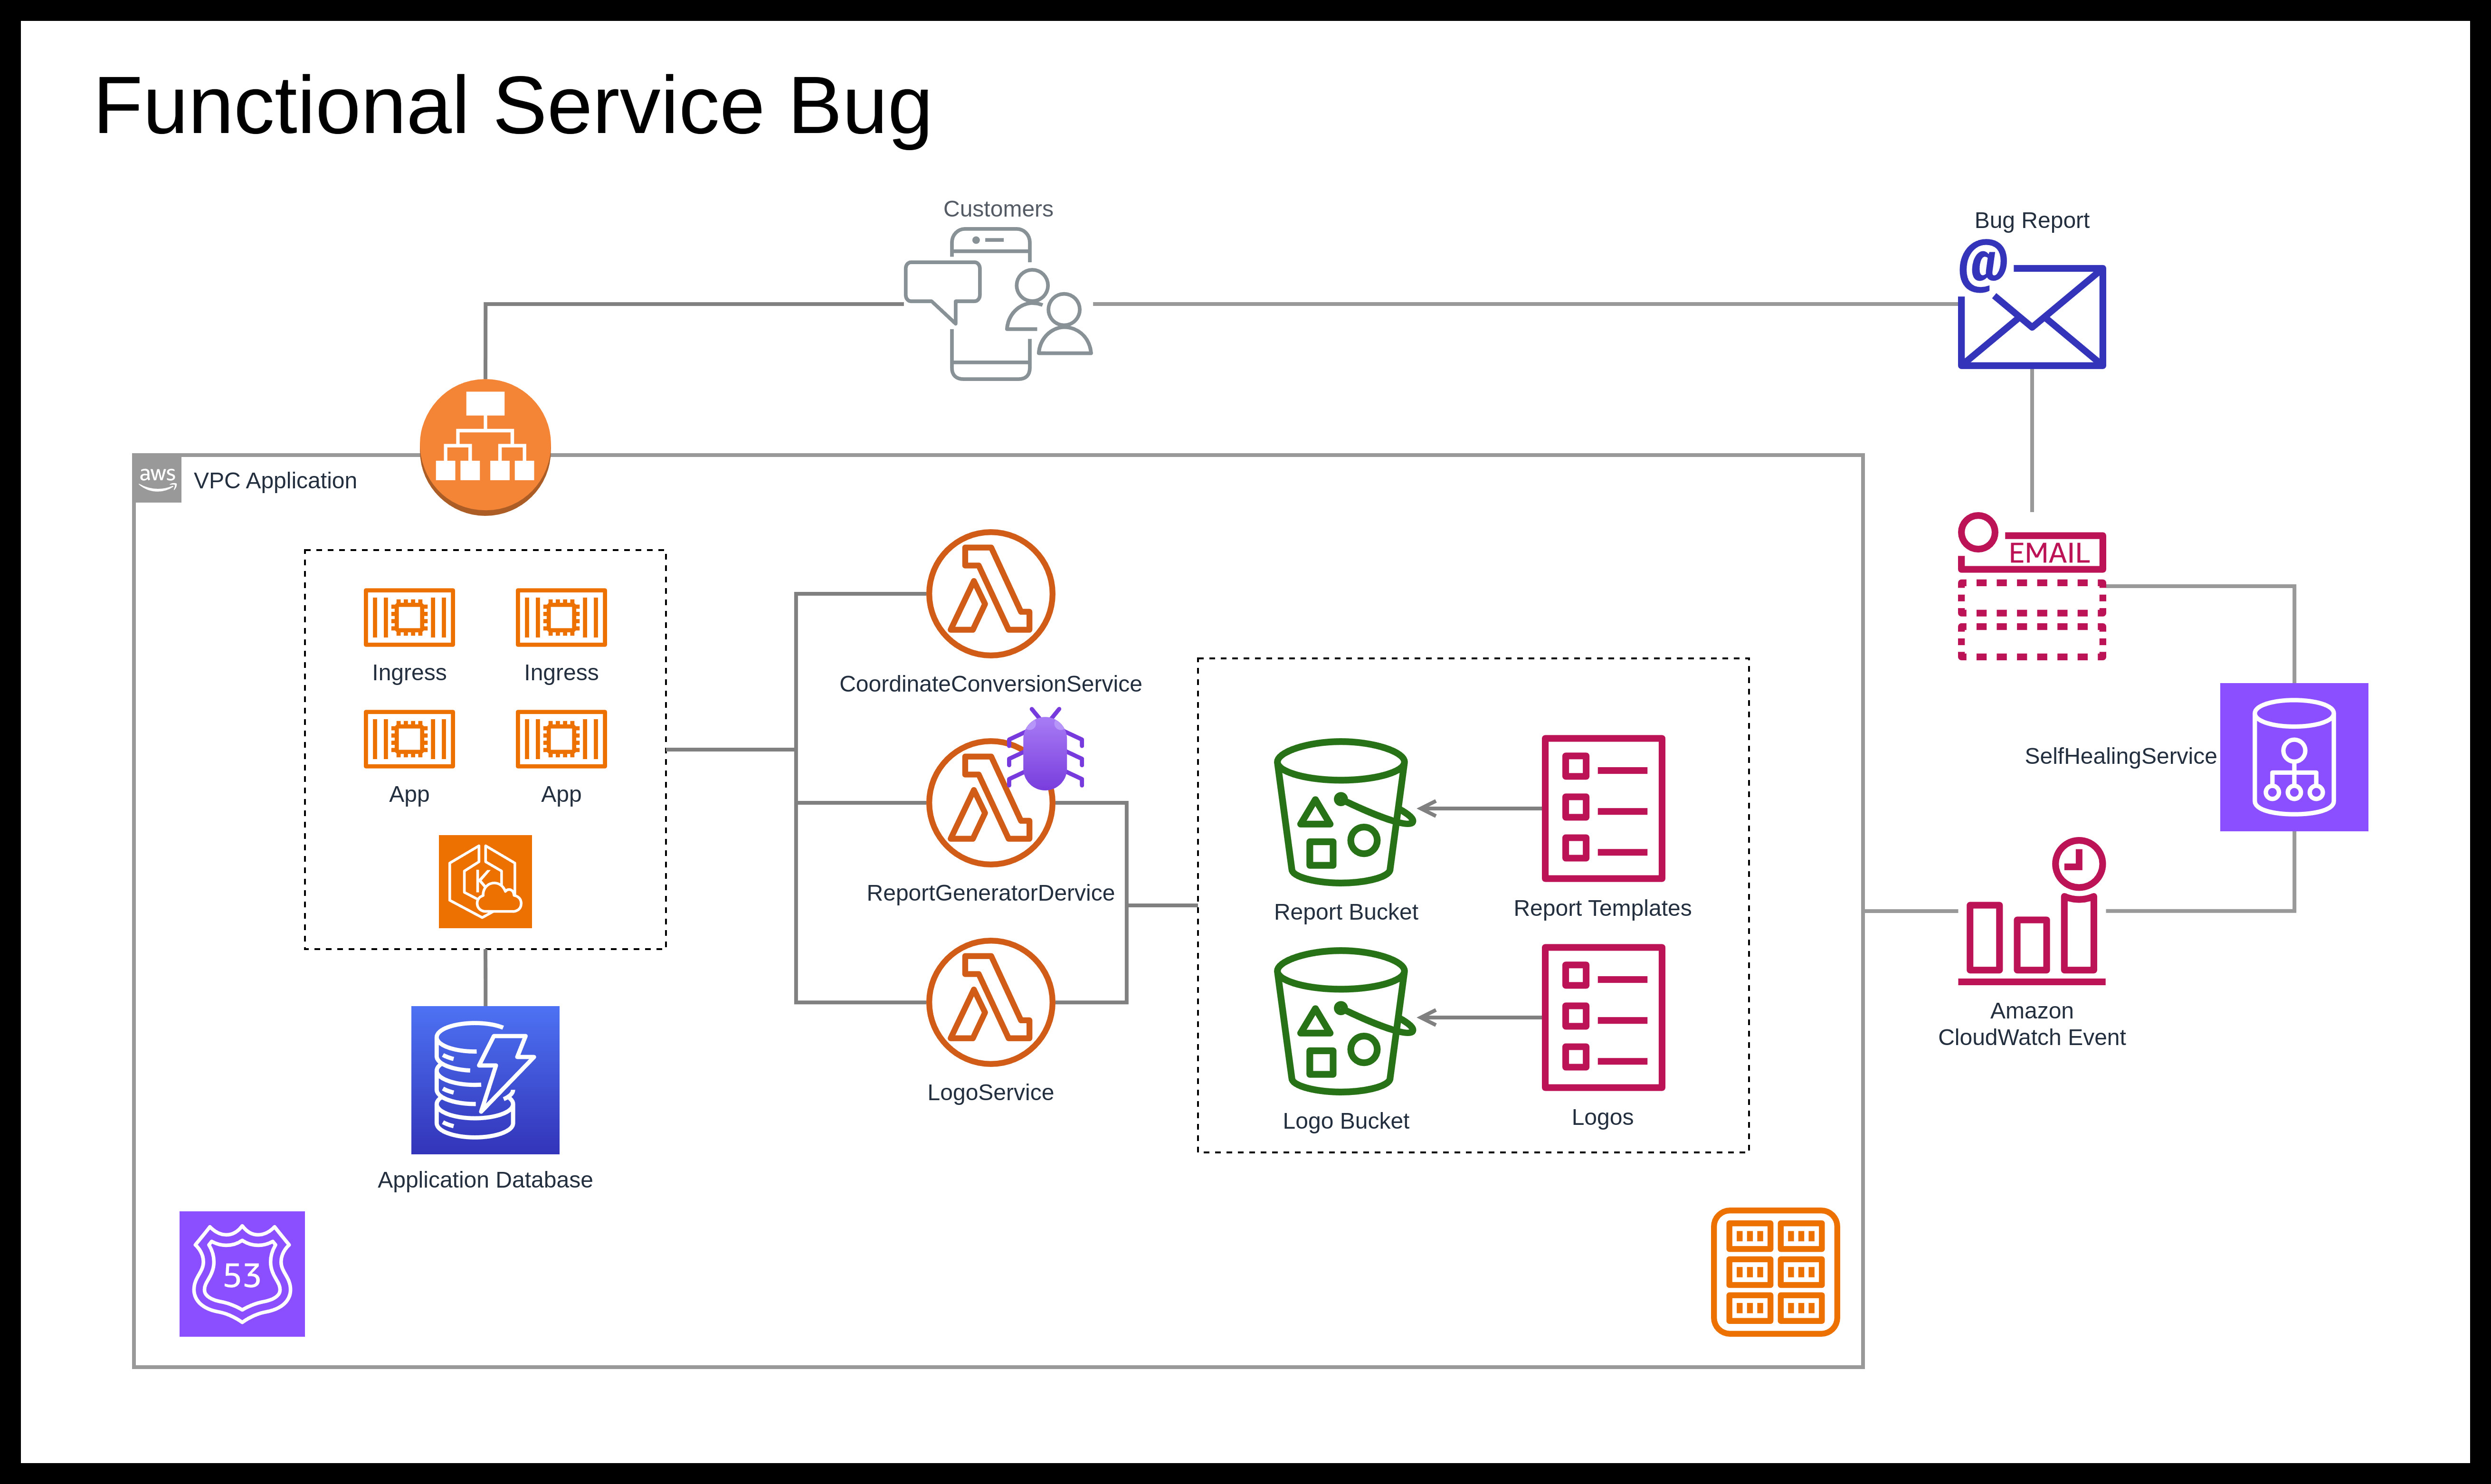 Functional Service Bug
Customers
Bug Report
@
aws
VPC Application
EMAIL
Ingress
Ingress
CoordinateConversionService
App
App
SelfHealingService
K
ReportGeneratorDervice
Report Bucket
Report Templates
Amazon
CloudWatch Event
LogoService
Logo Bucket
Logos
Application Database
53